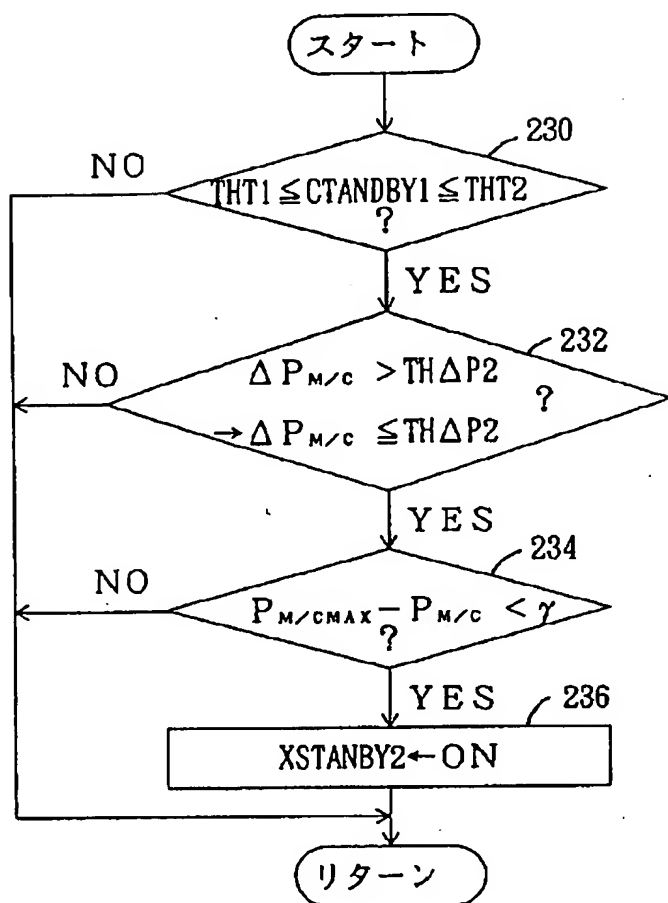 スタート
230
NO
THT1≦CTANDBY1≦THT2
?
YES
232
NO
ΔPM/C >THΔP2
?
→ΔPM/C ≦THΔP2
YES
234
NO
PM/CMAX−PM/C <γ
?
YES
236
XSTANBY2←ON
リターン